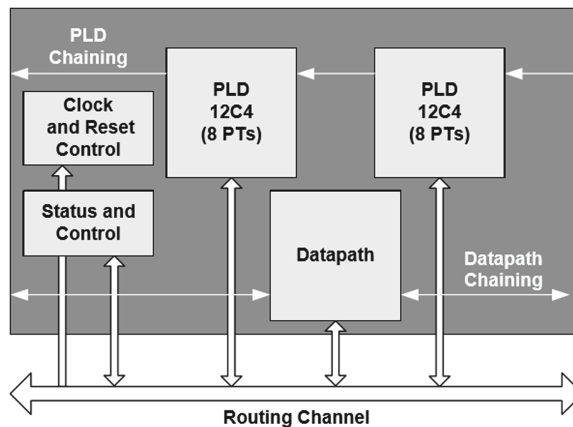 PLD
Chaining
PLD
12C4
(8 PTs)
PLD
12C4
(8 PTs)
Clock
and Reset
Control
Status and
Control
Datapath
Datapath
Chaining
Routing Channel